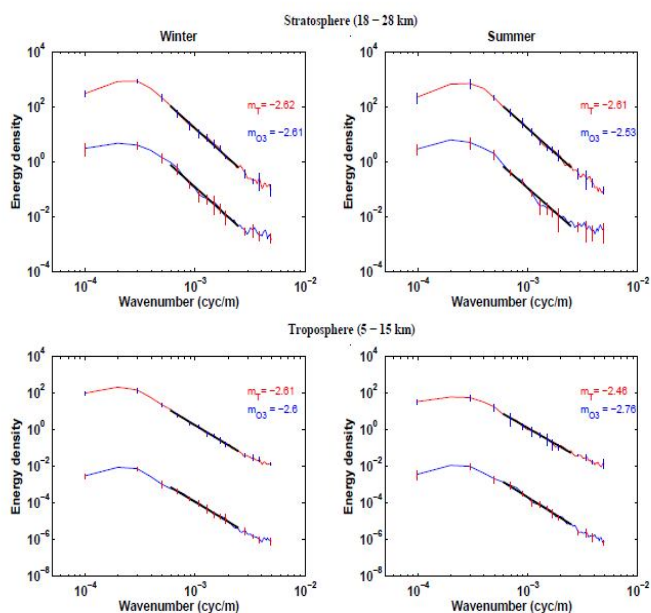 Stratosphere (18 – 28 km)
Winter
Summer
10^4
10^2
10^0
10^−2
10^−4
Energy density
m_T = −2.62
m_O3 = −2.61
10^−4
10^−3
10^−2
Wavenumber (cyc/m)
10^4
10^2
10^0
10^−2
10^−4
Energy density
m_T = −2.61
m_O3 = −2.53
10^−4
10^−3
10^−2
Wavenumber (cyc/m)
Troposphere (5 – 15 km)
10^4
10^2
10^0
10^−2
10^−4
10^−6
10^−8
Energy density
m_T = −2.61
m_O3 = −2.6
10^−4
10^−3
10^−2
Wavenumber (cyc/m)
10^4
10^2
10^0
10^−2
10^−4
10^−6
10^−8
Energy density
m_T = −2.46
m_O3 = −2.76
10^−4
10^−3
10^−2
Wavenumber (cyc/m)